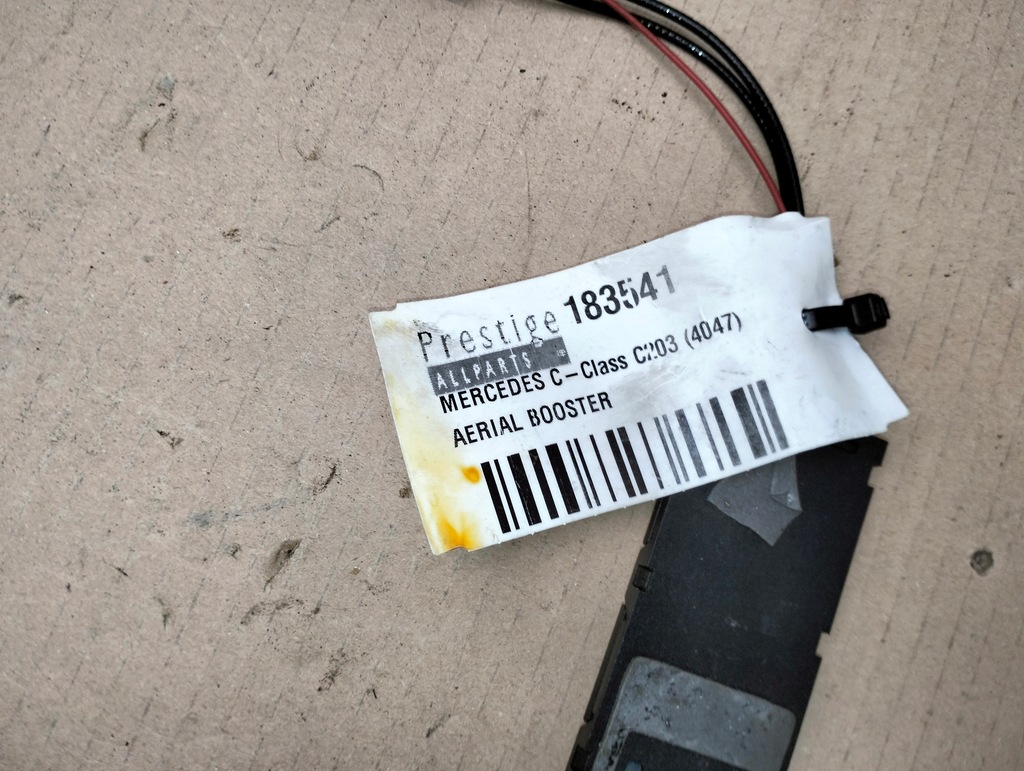 Prestige 183541
ALLPARTS
MERCEDES C-Class C203 (4047)
AERIAL BOOSTER